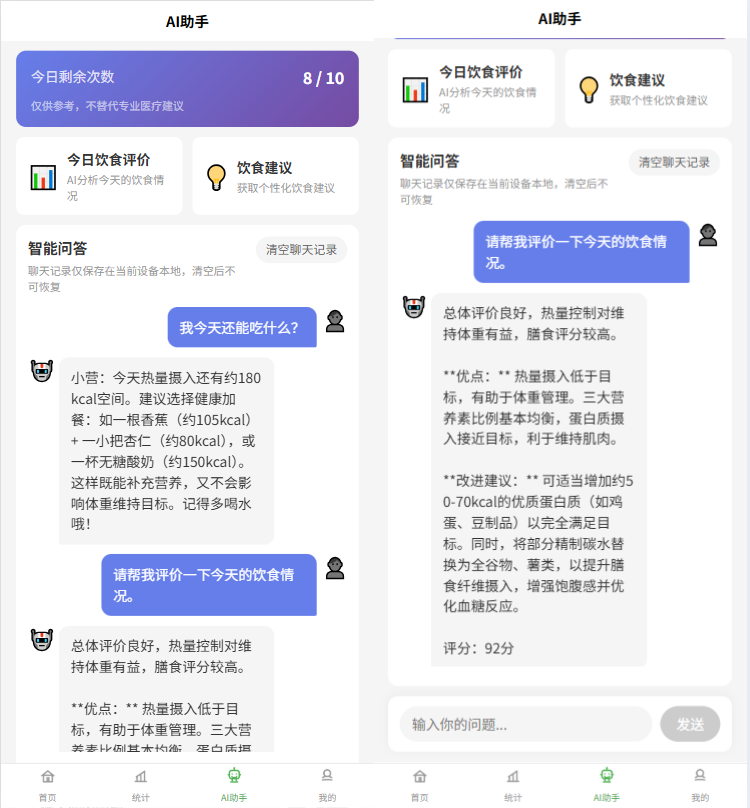 AI助手
今日剩余次数
8 / 10
仅供参考，不替代专业医疗建议
今日饮食评价
AI分析今天的饮食情
况
饮食建议
获取个性化饮食建议
智能问答
清空聊天记录
聊天记录仅保存在当前设备本地，清空后不
可恢复
我今天还能吃什么？
小营：今天热量摄入还有约180
kcal空间。建议选择健康加
餐：如一根香蕉（约105kcal）
+ 一小把杏仁（约80kcal），或
一杯无糖酸奶（约150kcal）。
这样既能补充营养，又不会影
响体重维持目标。记得多喝水
哦！
请帮我评价一下今天的饮食情
况。
总体评价良好，热量控制对维
持体重有益，膳食评分较高。
**优点：** 热量摄入低于目
标，有助于体重管理。三大营
养素比例基本均衡，蛋白质摄
首页
统计
AI助手
我的
AI助手
今日饮食评价
AI分析今天的饮食情
况
饮食建议
获取个性化饮食建议
智能问答
清空聊天记录
聊天记录仅保存在当前设备本地，清空后不
可恢复
请帮我评价一下今天的饮食情
况。
总体评价良好，热量控制对维
持体重有益，膳食评分较高。
**优点：** 热量摄入低于目
标，有助于体重管理。三大营
养素比例基本均衡，蛋白质摄
入接近目标，利于维持肌肉。
**改进建议：** 可适当增加约5
0-70kcal的优质蛋白质（如鸡
蛋、豆制品）以完全满足目
标。同时，将部分精制碳水替
换为全谷物、薯类，以提升膳
食纤维摄入，增强饱腹感并优
化血糖反应。
评分：92分
输入你的问题...
发送
首页
统计
AI助手
我的